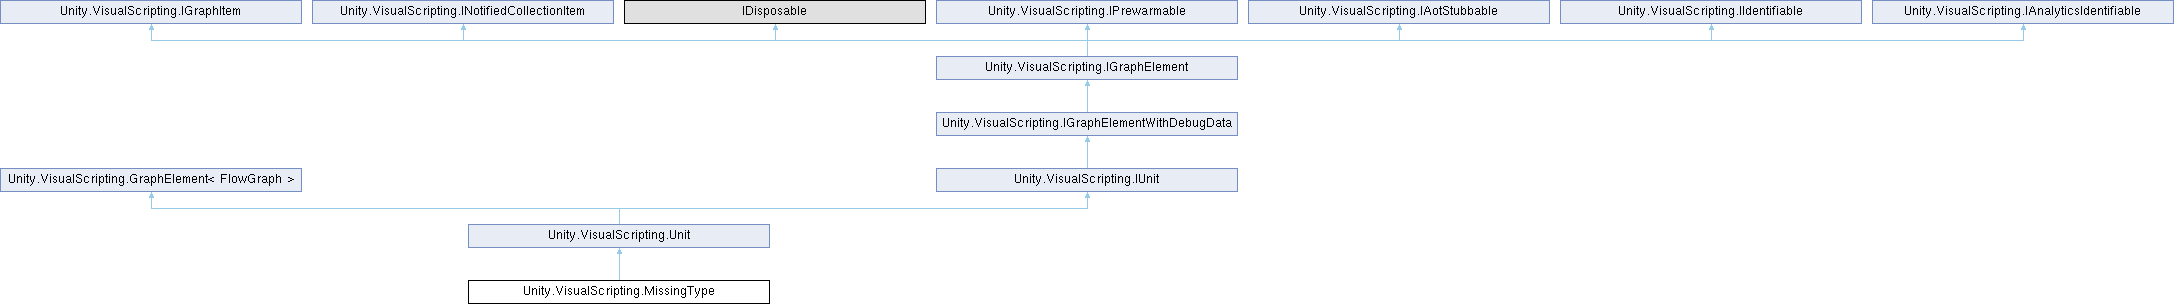 Unity.VisualScripting.IGraphItem
Unity.VisualScripting.INotifiedCollectionItem
IDisposable
Unity.VisualScripting.IPrewarmable
Unity.VisualScripting.IAotStubbable
Unity.VisualScripting.IIdentifiable
Unity.VisualScripting.IAnalyticsIdentifiable
Unity.VisualScripting.IGraphElement
Unity.VisualScripting.IGraphElementWithDebugData
Unity.VisualScripting.GraphElement< FlowGraph >
Unity.VisualScripting.IUnit
Unity.VisualScripting.Unit
Unity.VisualScripting.MissingType